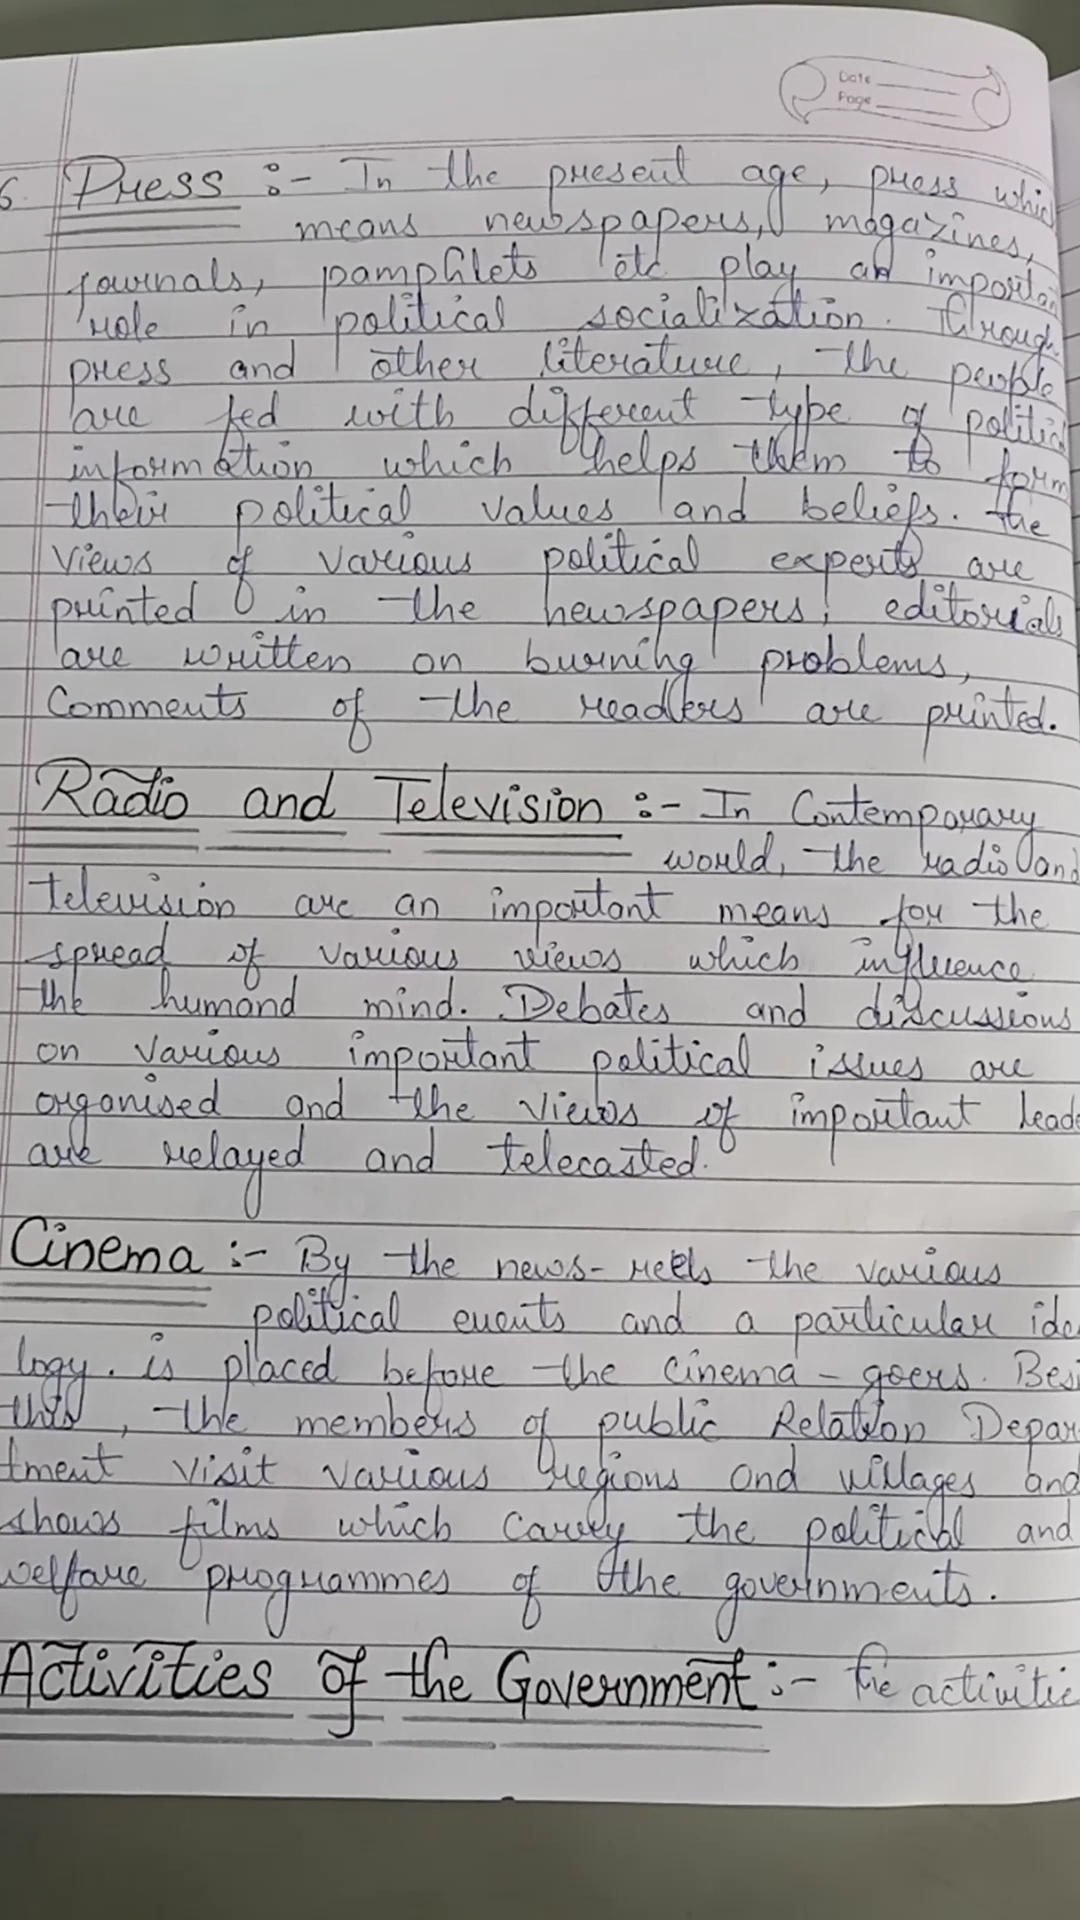 Date
Page
6. Press :- In the present age, press which
means newspapers, magazines,
journals, pamphlets etc play an importan
role in political socialization. Through
press and other literature, the people
are fed with different type of politic
information which helps them to form
their political values and beliefs. The
views of various political experts are
printed in the newspapers, editorials
are written on burning problems,
Comments of the readers are printed.
Radio and Television :- In Contemporary
world, the radio and
television are an important means for the
spread of various views which influence
the humand mind. Debates and discussions
on various important political issues are
organised and the views of important lead
are relayed and telecasted.
Cinema :- By the news-reels the various
political events and a particular ideo
logy. is placed before the cinema-goers. Besi
this, the members of public Relation Depar
tment visit various regions and villages and
shows films which carry the political and
welfare programmes of the governments.
Activities of the Government :- The activitie